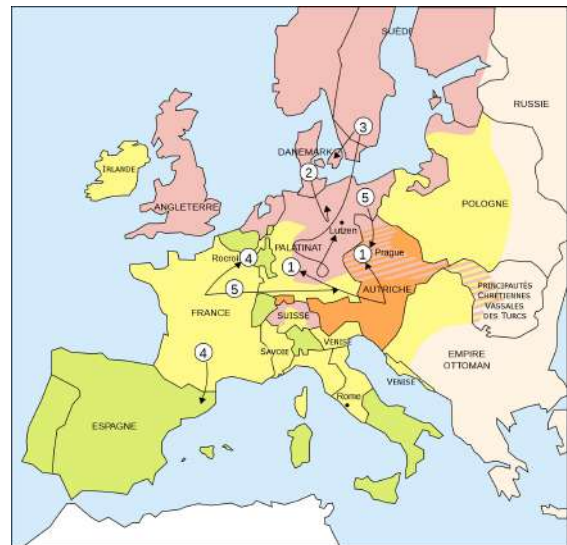 SUÈDE
RUSSIE
3
DANEMARK
IRLANDE
2
ANGLETERRE
5
POLOGNE
Lutzen
PALATINAT
Rocroi
4
1
1
Prague
5
AUTRICHE
PRINCIPAUTÉS
CHRÉTIENNES
VASSALES
DES TURCS
FRANCE
SUISSE
VENISE
SAVOIE
4
EMPIRE
OTTOMAN
VENISE
Rome
ESPAGNE